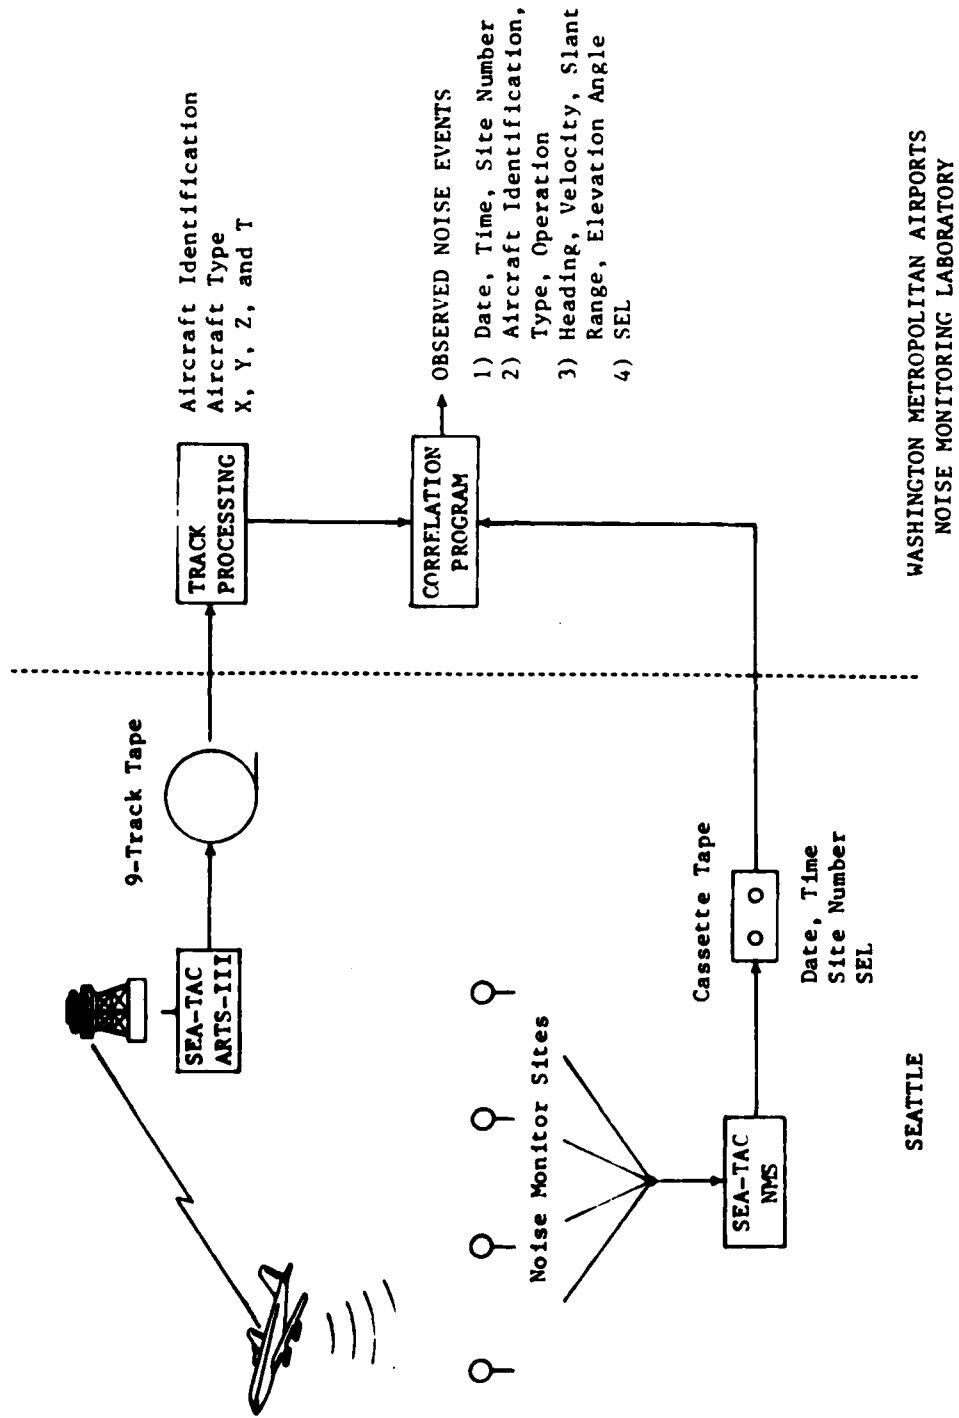 9-Track Tape
SEA-TAC
ARTS-III
TRACK
PROCESSING
Aircraft Identification
Aircraft Type
X, Y, Z, and T
CORRELATION
PROGRAM
OBSERVED NOISE EVENTS
1) Date, Time, Site Number
2) Aircraft Identification,
Type, Operation
3) Heading, Velocity, Slant
Range, Elevation Angle
4) SEL
Noise Monitor Sites
SEA-TAC
NMS
Cassette Tape
Date, Time
Site Number
SEL
SEATTLE
WASHINGTON METROPOLITAN AIRPORTS
NOISE MONITORING LABORATORY